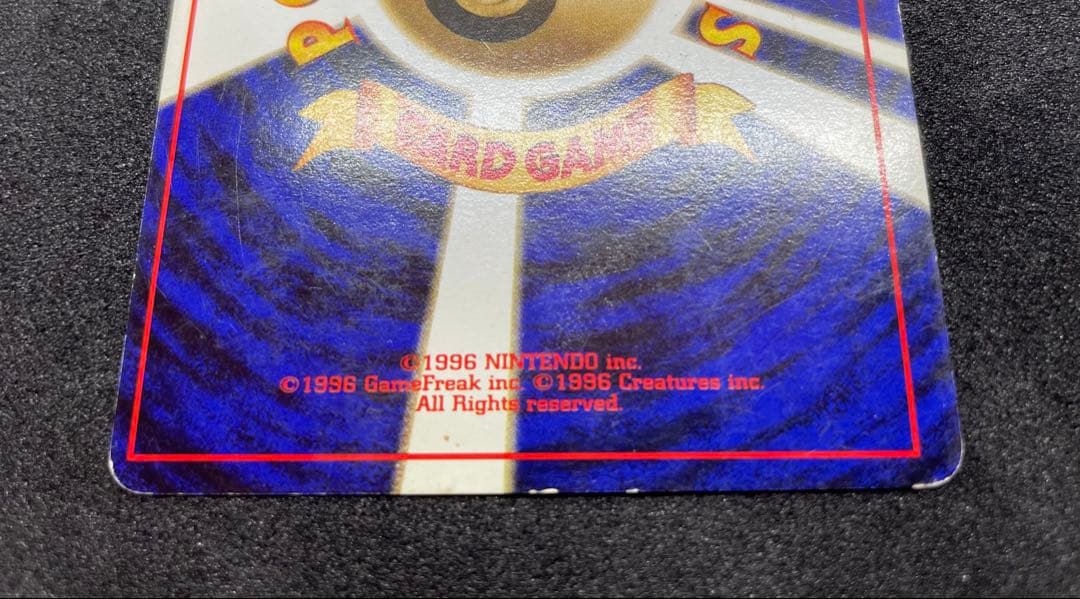 P
S
CARD GAME
©1996 NINTENDO inc.
©1996 GameFreak inc. ©1996 Creatures inc.
All Rights reserved.